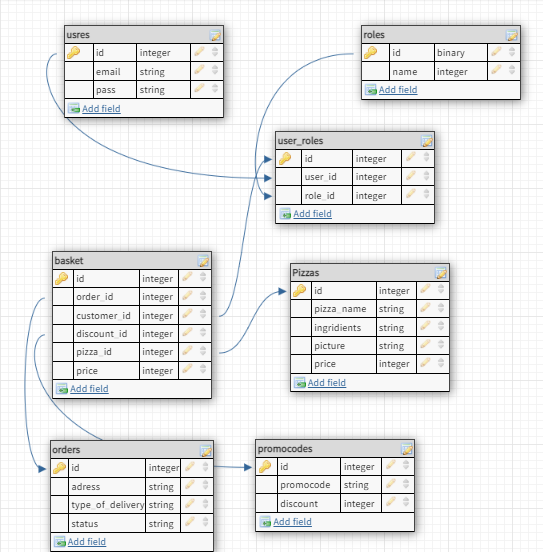 usres
id integer
email string
pass string
Add field
roles
id binary
name integer
Add field
user_roles
id integer
user_id integer
role_id integer
Add field
basket
id integer
order_id integer
customer_id integer
discount_id integer
pizza_id integer
price integer
Add field
Pizzas
id integer
pizza_name string
ingridients string
picture string
price integer
Add field
orders
id integer
adress string
type_of_delivery string
status string
Add field
promocodes
id integer
promocode string
discount integer
Add field